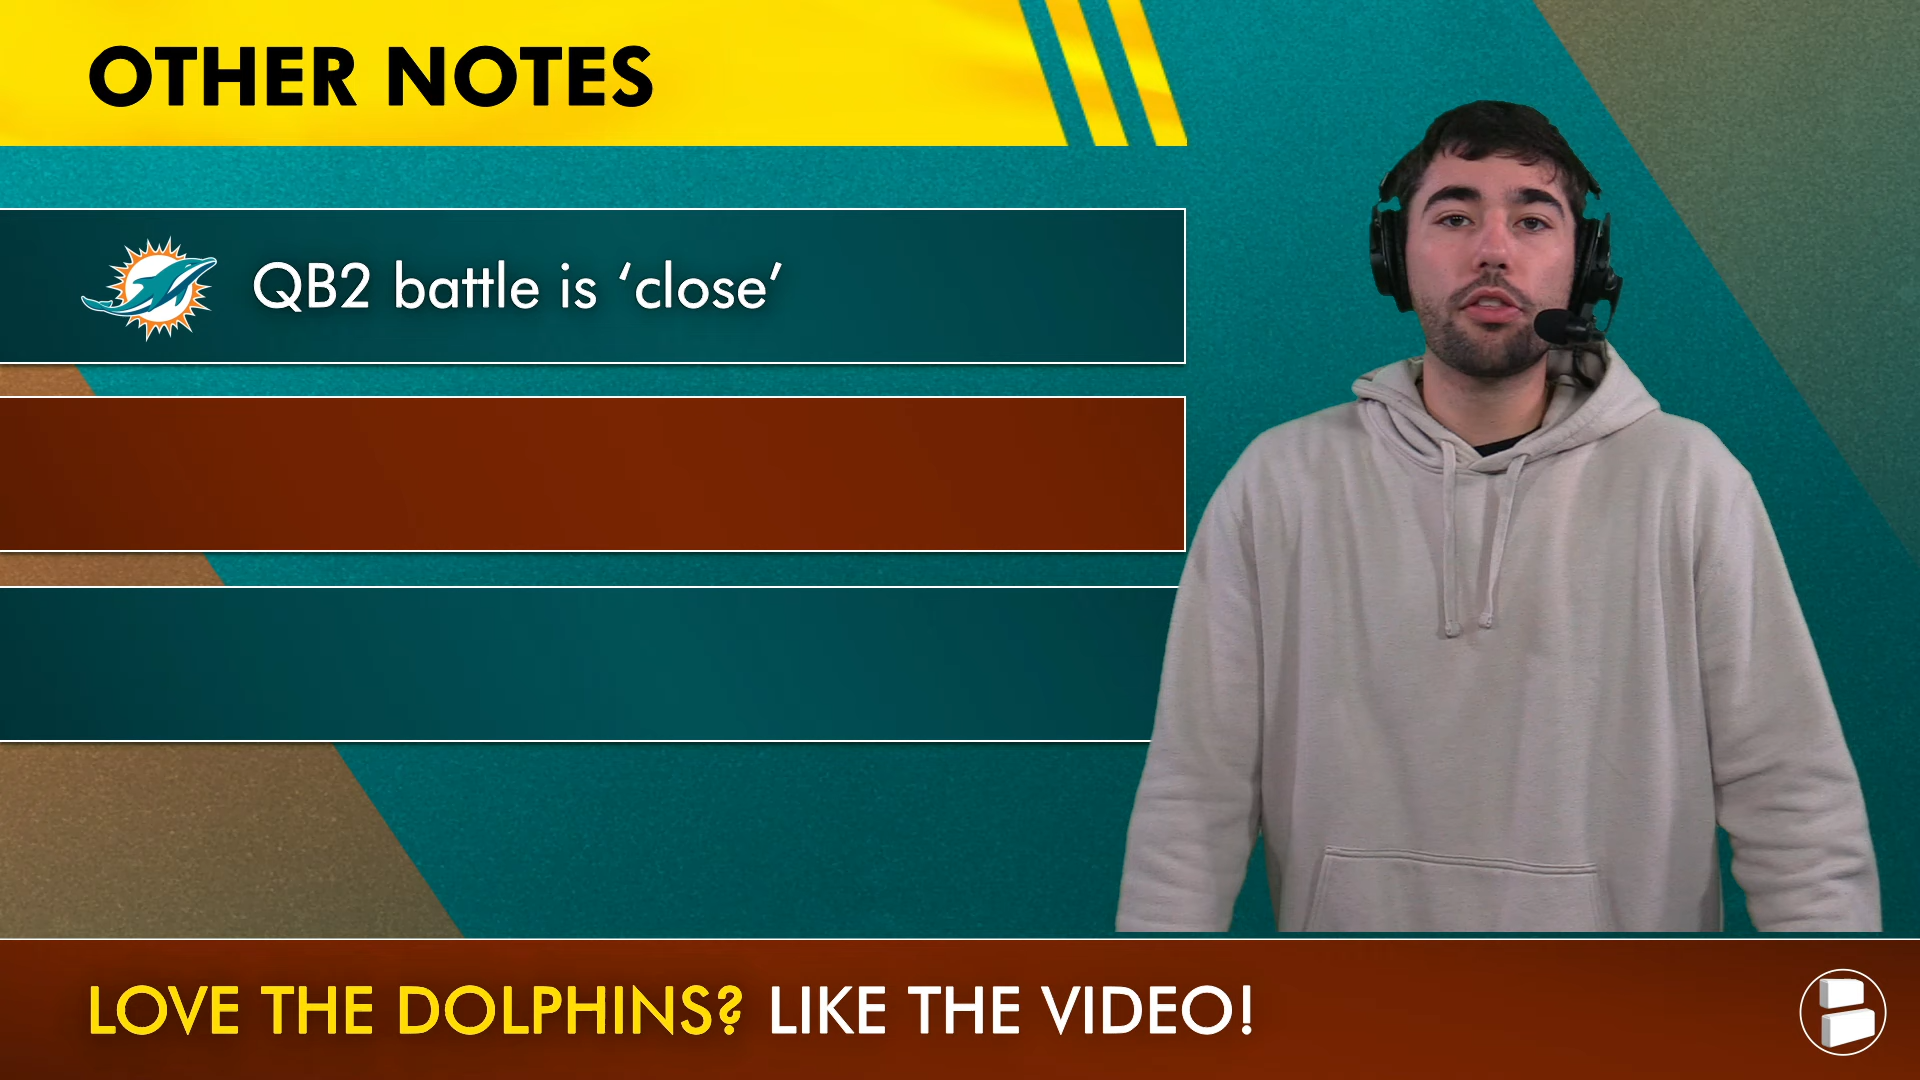 OTHER NOTES
QB2 battle is ‘close’
LOVE THE DOLPHINS? LIKE THE VIDEO!